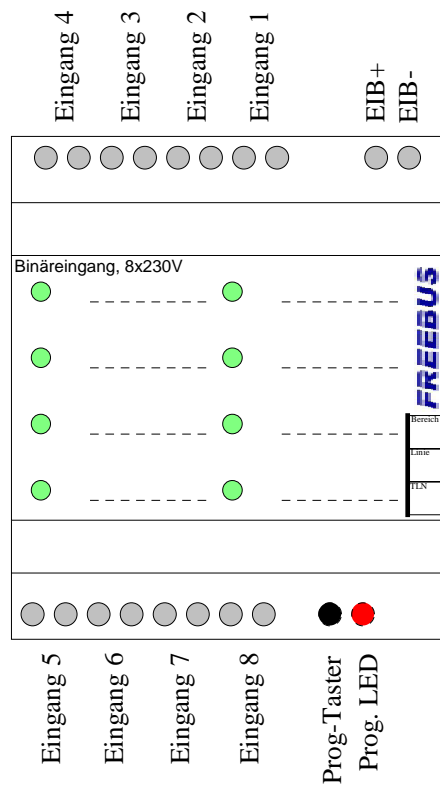 Eingang 4
Eingang 3
Eingang 2
Eingang 1
EIB+
EIB-
Binäreingang, 8x230V
FREEBUS
Bereich
Linie
TLN
Eingang 5
Eingang 6
Eingang 7
Eingang 8
Prog-Taster
Prog. LED